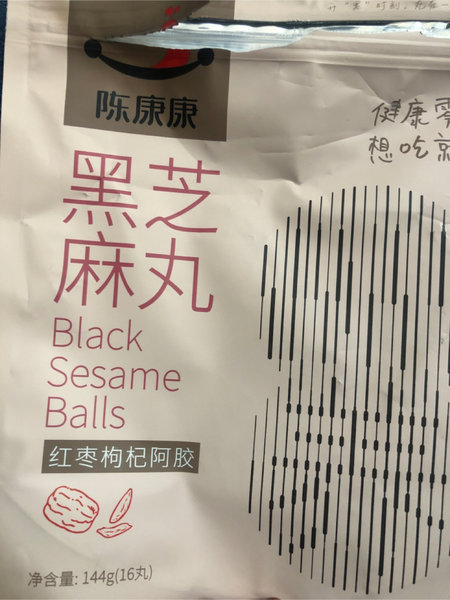 陈康康
健康零
想吃就
黑芝
麻丸
Black
Sesame
Balls
红枣枸杞阿胶
净含量: 144g(16丸)